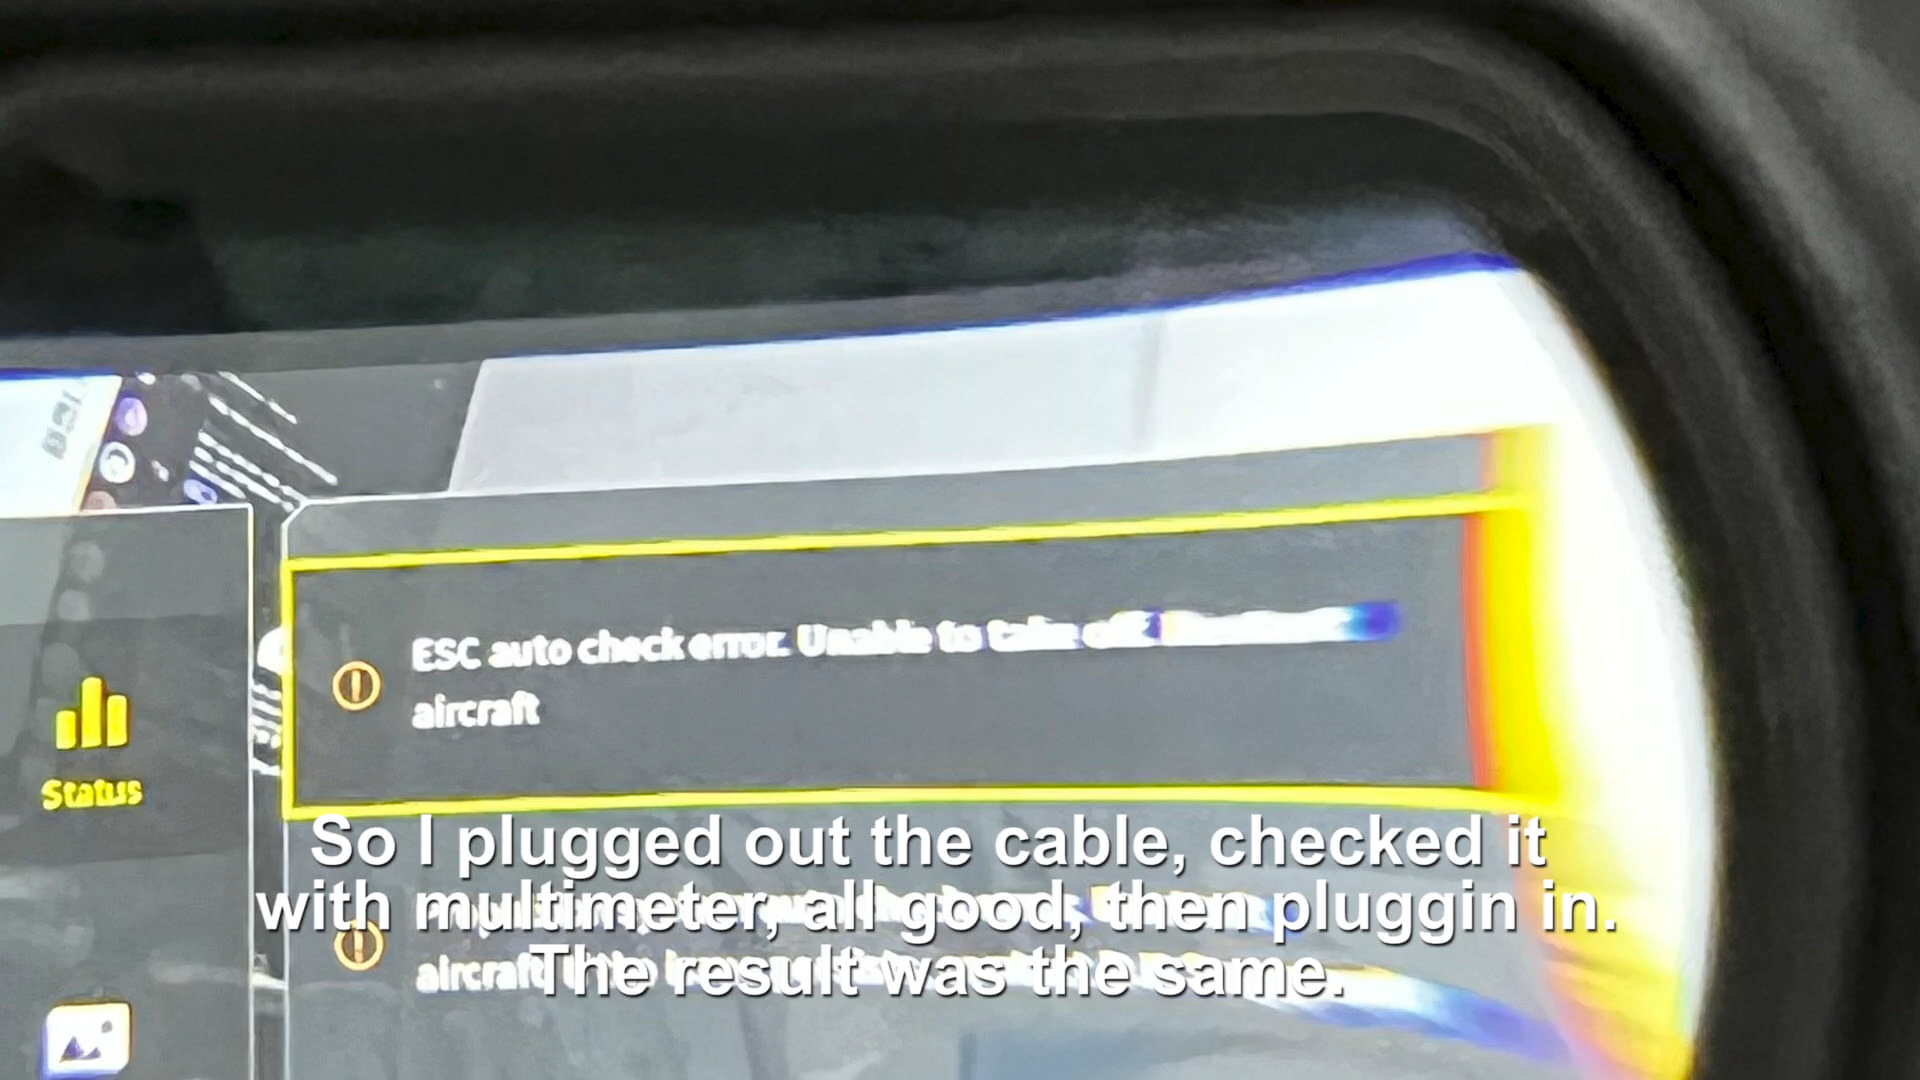 ESC auto check error. Unable to take off.
aircraft
Status
So I plugged out the cable, checked it
with multimeter, all good, then pluggin in.
aircraft
The result was the same.